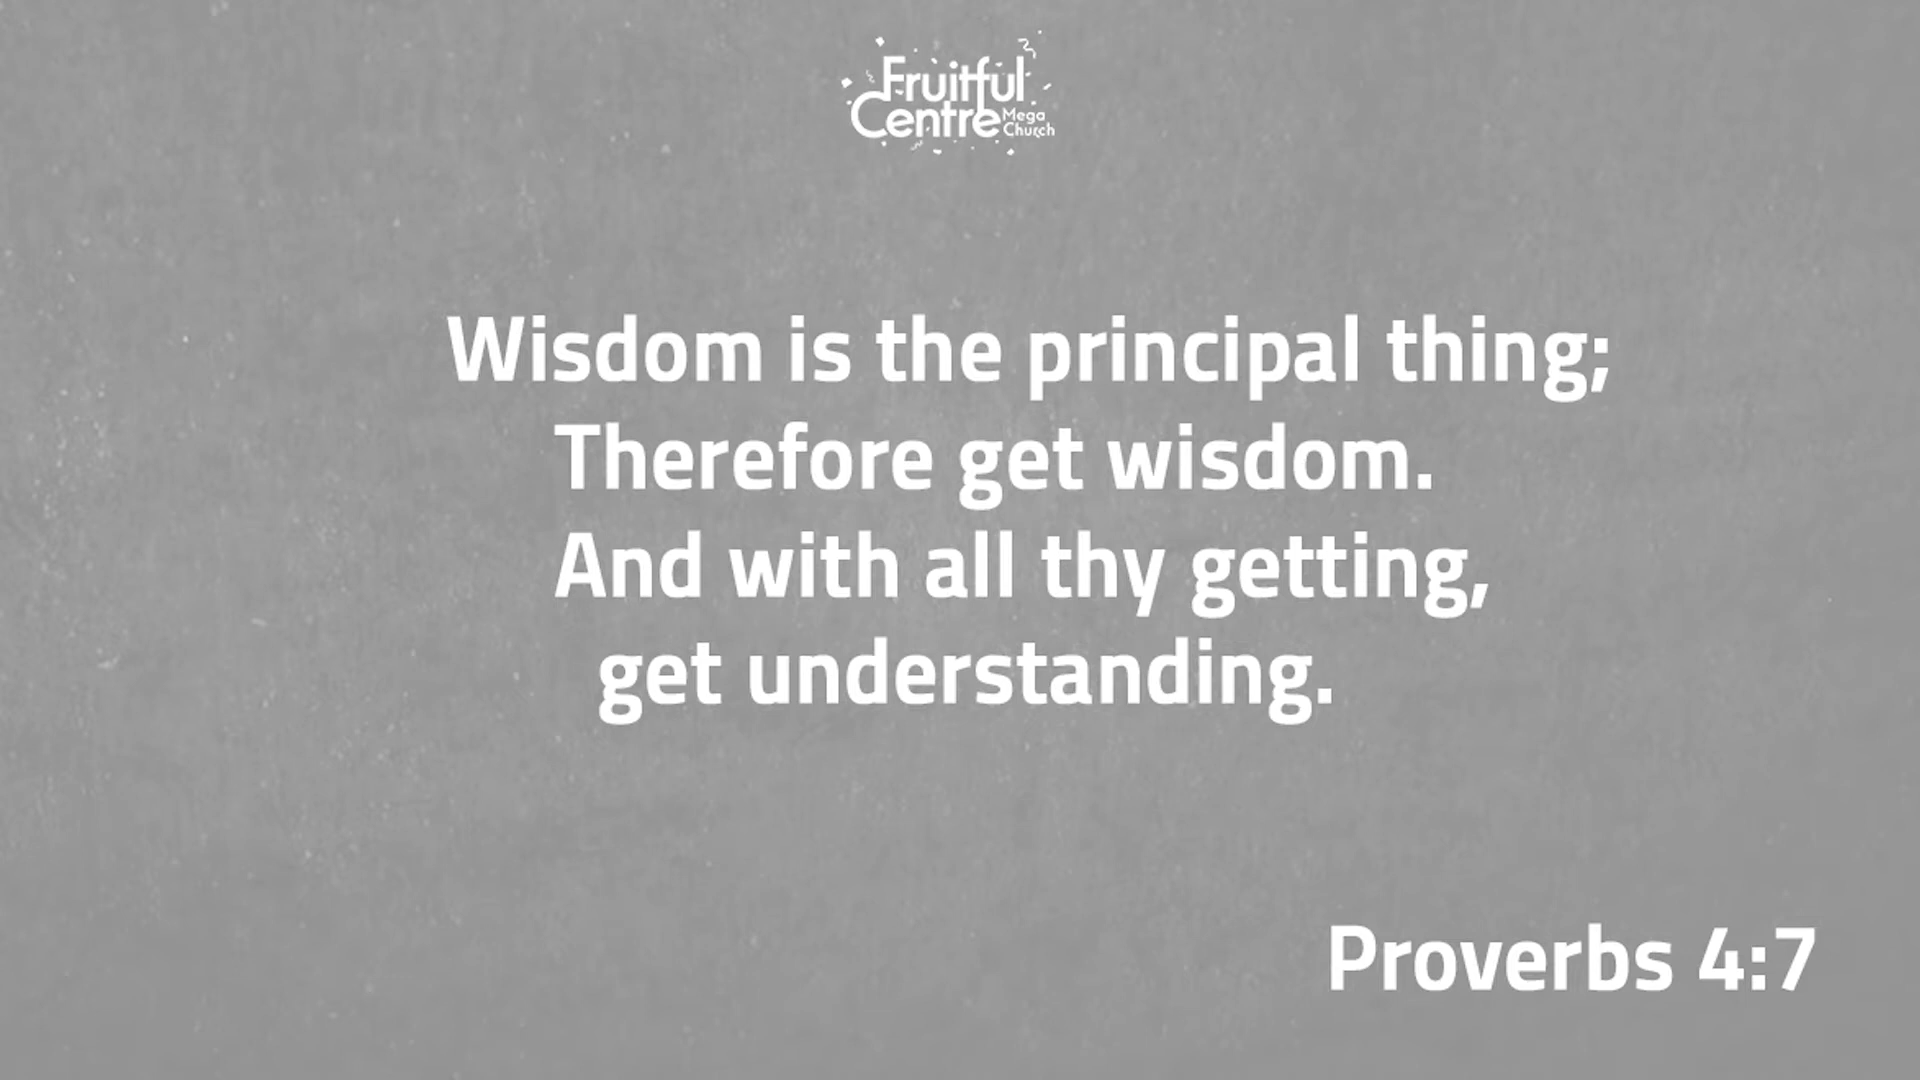 Fruitful
Centre Mega
Church
Wisdom is the principal thing;
Therefore get wisdom.
And with all thy getting,
get understanding.
Proverbs 4:7